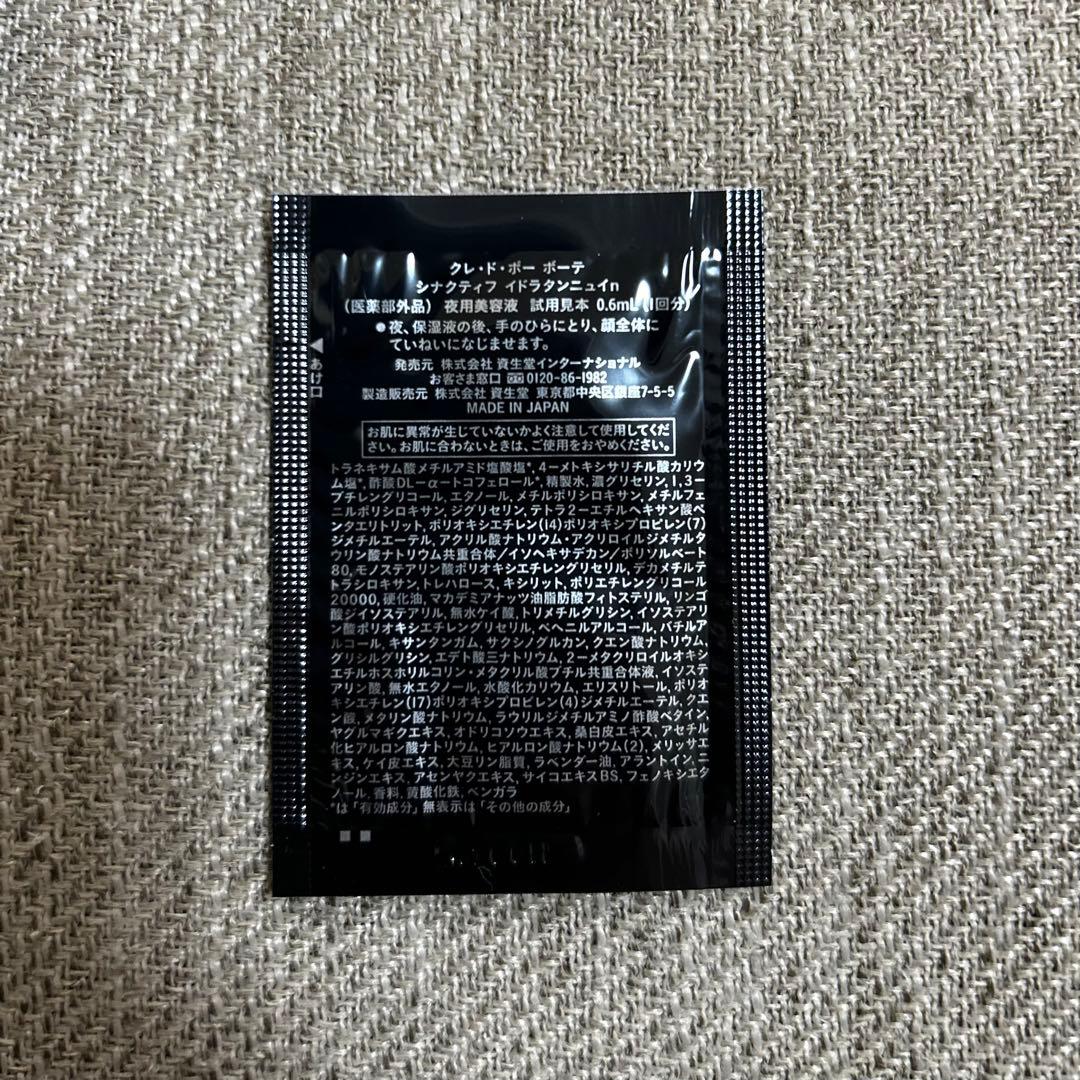 クレ・ド・ポー ボーテ
シナクティフ イドラタンニュイn
(医薬部外品) 夜用美容液 試用見本 0.6mL(1回分)
●夜、保湿液の後、手のひらにとり、顔全体に
ていねいになじませます。
◀あけ口
発売元 株式会社 資生堂インターナショナル
お客さま窓口 0120-86-1982
製造販売元 株式会社 資生堂 東京都中央区銀座7-5-5
MADE IN JAPAN
お肌に異常が生じていないかよく注意して使用してくだ
さい。お肌に合わないときは、ご使用をおやめください。
トラネキサム酸メチルアミド塩酸塩*, 4-メトキシサリチル酸カリウ
ム塩*, 酢酸DL-α-トコフェロール*, 精製水, 濃グリセリン, 1,3-
ブチレングリコール, エタノール, メチルポリシロキサン, メチルフェ
ニルポリシロキサン, ジグリセリン, テトラ2-エチルヘキサン酸ペ
ンタエリトリット, ポリオキシエチレン(14)ポリオキシプロピレン(7)
ジメチルエーテル, アクリル酸ナトリウム・アクリロイルジメチルタ
ウリン酸ナトリウム共重合体/イソヘキサデカン/ポリソルベート
80, モノステアリン酸ポリオキシエチレングリセリル, デカメチルテ
トラシロキサン, トレハロース, キシリット, ポリエチレングリコール
20000, 硬化油, マカデミアナッツ油脂肪酸フィトステリル, リンゴ
酸ジイソステアリル, 無水ケイ酸, トリメチルグリシン, イソステアリ
ン酸ポリオキシエチレングリセリル, ベヘニルアルコール, バチルア
ルコール, キサンタンガム, サクシノグルカン, クエン酸ナトリウム,
グリシルグリシン, エデト酸三ナトリウム, 2-メタクリロイルオキシ
エチルホスホリルコリン・メタクリル酸ブチル共重合体液, イソステ
アリン酸, 無水エタノール, 水酸化カリウム, エリスリトール, ポリオ
キシエチレン(17)ポリオキシプロピレン(4)ジメチルエーテル, クエ
ン酸, メタリン酸ナトリウム, ラウリルジメチルアミノ酢酸ベタイン,
ヤグルマギクエキス, オドリコソウエキス, 桑白皮エキス, アセチル
化ヒアルロン酸ナトリウム, ヒアルロン酸ナトリウム(2), メリッサエ
キス, ケイ皮エキス, 大豆リン脂質, ラベンダー油, アラントイン, ニ
ンジンエキス, アセンヤクエキス, サイコエキスBS, フェノキシエタ
ノール, 香料, 黄酸化鉄, ベンガラ
*は「有効成分」無表示は「その他の成分」